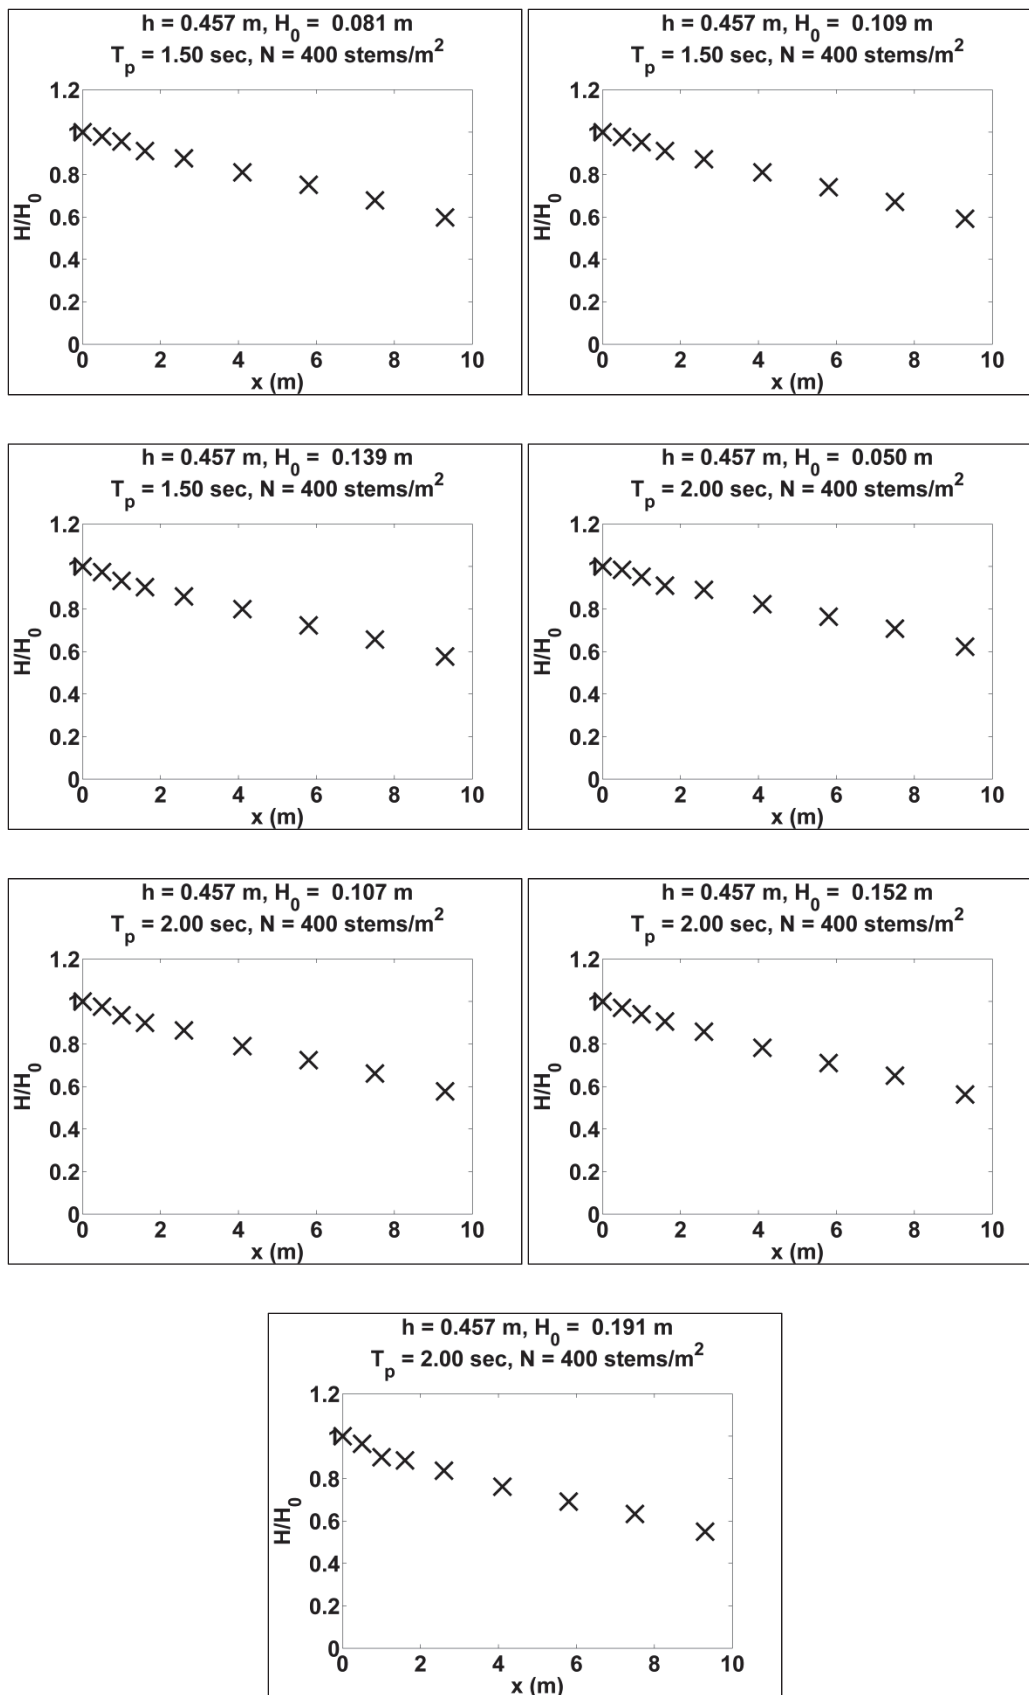 h = 0.457 m, H0 = 0.081 m
Tp = 1.50 sec, N = 400 stems/m2
1.2
1
0.8
0.6
0.4
0.2
0
H/H0
0 2 4 6 8 10
x (m)
h = 0.457 m, H0 = 0.109 m
Tp = 1.50 sec, N = 400 stems/m2
1.2
1
0.8
0.6
0.4
0.2
0
H/H0
0 2 4 6 8 10
x (m)
h = 0.457 m, H0 = 0.139 m
Tp = 1.50 sec, N = 400 stems/m2
1.2
1
0.8
0.6
0.4
0.2
0
H/H0
0 2 4 6 8 10
x (m)
h = 0.457 m, H0 = 0.050 m
Tp = 2.00 sec, N = 400 stems/m2
1.2
1
0.8
0.6
0.4
0.2
0
H/H0
0 2 4 6 8 10
x (m)
h = 0.457 m, H0 = 0.107 m
Tp = 2.00 sec, N = 400 stems/m2
1.2
1
0.8
0.6
0.4
0.2
0
H/H0
0 2 4 6 8 10
x (m)
h = 0.457 m, H0 = 0.152 m
Tp = 2.00 sec, N = 400 stems/m2
1.2
1
0.8
0.6
0.4
0.2
0
H/H0
0 2 4 6 8 10
x (m)
h = 0.457 m, H0 = 0.191 m
Tp = 2.00 sec, N = 400 stems/m2
1.2
1
0.8
0.6
0.4
0.2
0
H/H0
0 2 4 6 8 10
x (m)